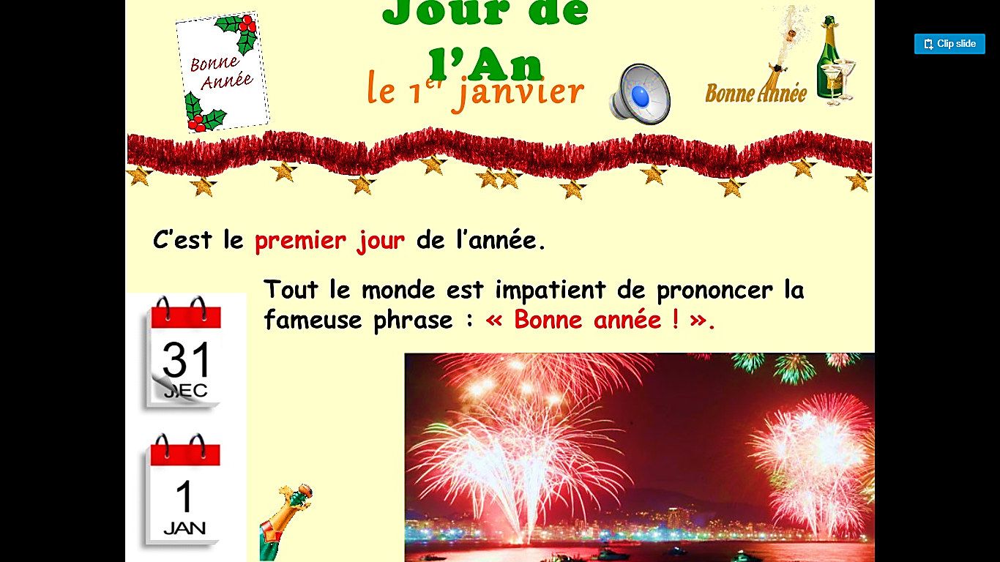 Jour de
l’An
le 1er janvier
Bonne
Année
Bonne Année
Clip slide
C’est le premier jour de l’année.
Tout le monde est impatient de prononcer la
fameuse phrase : « Bonne année ! ».
31
DEC
1
JAN